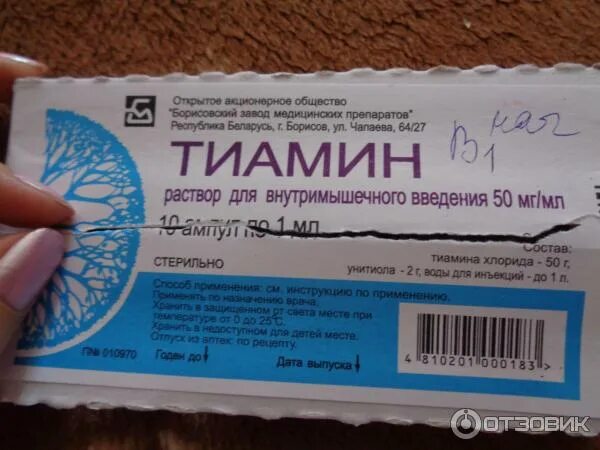 Открытое акционерное общество
"Борисовский завод медицинских препаратов"
Республика Беларусь, г. Борисов, ул. Чапаева, 64/27
ТИАМИН
В1
раствор для внутримышечного введения 50 мг/мл
10 ампул по 1 мл
Состав:
тиамина хлорида - 50 г,
унитиола - 2 г, воды для инъекций - до 1 л.
СТЕРИЛЬНО
Способ применения: см. инструкцию по применению.
Применять по назначению врача.
Хранить в защищенном от света месте при
температуре от 0 до 25°С.
Хранить в недоступном для детей месте.
Отпуск из аптек: по рецепту.
П№ 010970
Годен до
Дата выпуска
4 810201 000183 >
ОТЗОВИК